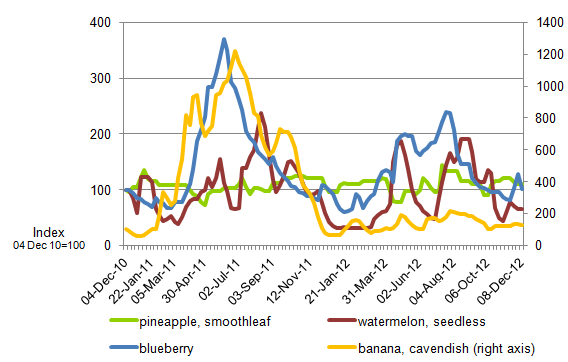 400
300
200
100
0
1400
1200
1000
800
600
400
200
0
Index
04 Dec 10=100
04-Dec-10
22-Jan-11
05-Mar-11
30-Apr-11
02-Jul-11
03-Sep-11
12-Nov-11
21-Jan-12
31-Mar-12
02-Jun-12
04-Aug-12
06-Oct-12
08-Dec-12
pineapple, smoothleaf
watermelon, seedless
blueberry
banana, cavendish (right axis)